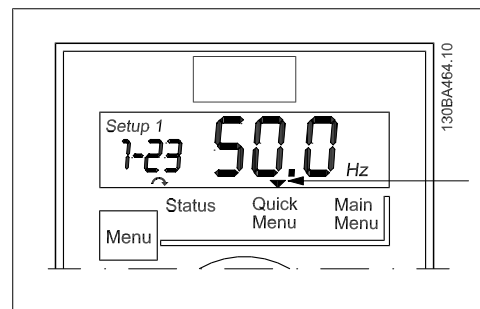 130BA464.10
Setup 1
1-23
50.0
Hz
Status
Quick Menu
Main Menu
Menu